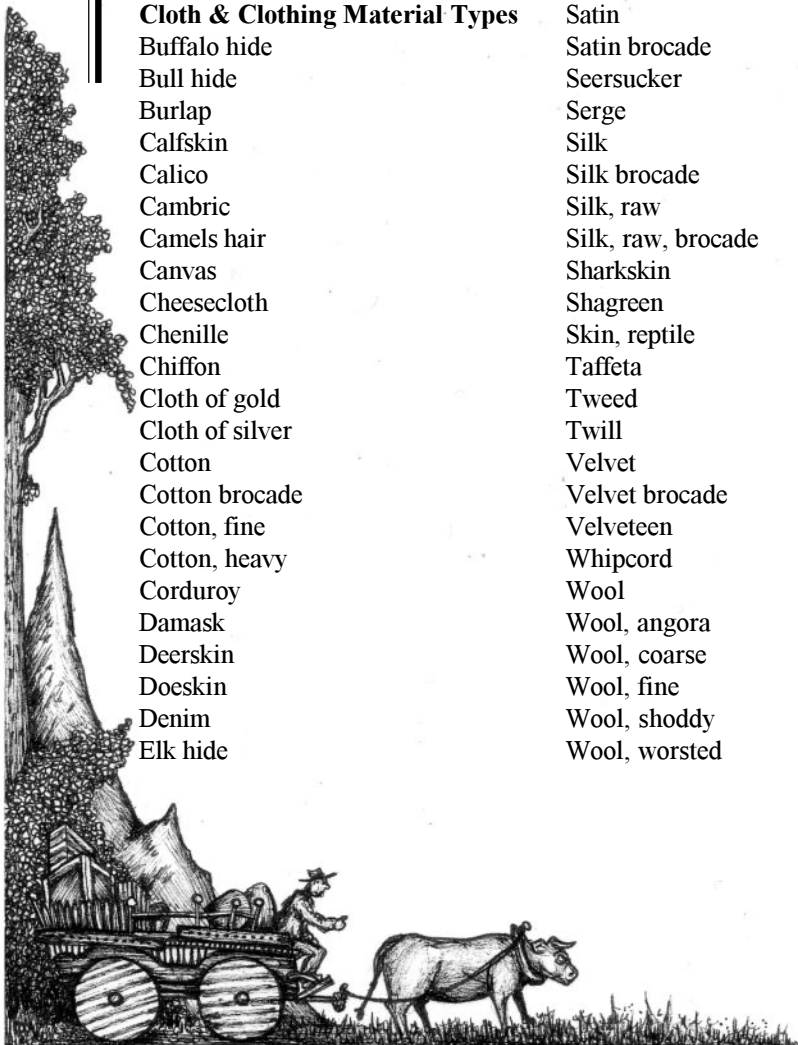 Cloth & Clothing Material Types
Buffalo hide
Bull hide
Burlap
Calfskin
Calico
Cambric
Camels hair
Canvas
Cheesecloth
Chenille
Chiffon
Cloth of gold
Cloth of silver
Cotton
Cotton brocade
Cotton, fine
Cotton, heavy
Corduroy
Damask
Deerskin
Doeskin
Denim
Elk hide
Satin
Satin brocade
Seersucker
Serge
Silk
Silk brocade
Silk, raw
Silk, raw, brocade
Sharkskin
Shagreen
Skin, reptile
Taffeta
Tweed
Twill
Velvet
Velvet brocade
Velveteen
Whipcord
Wool
Wool, angora
Wool, coarse
Wool, fine
Wool, shoddy
Wool, worsted